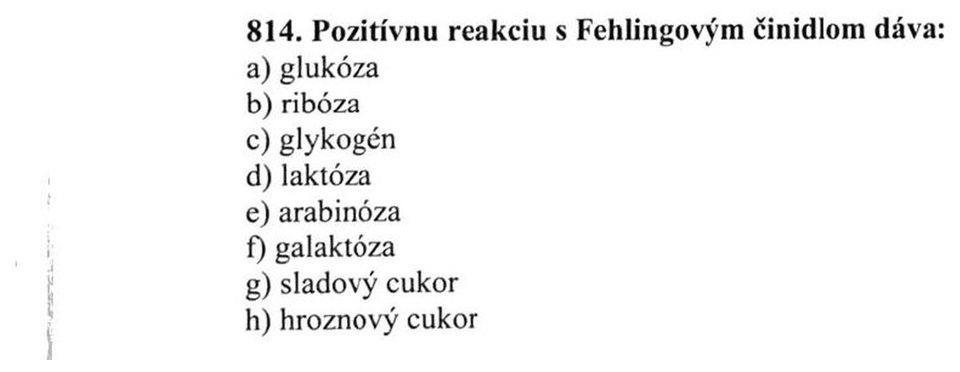 814. Pozitívnu reakciu s Fehlingovým činidlom dáva:
a) glukóza
b) ribóza
c) glykogén
d) laktóza
e) arabinóza
f) galaktóza
g) sladový cukor
h) hroznový cukor